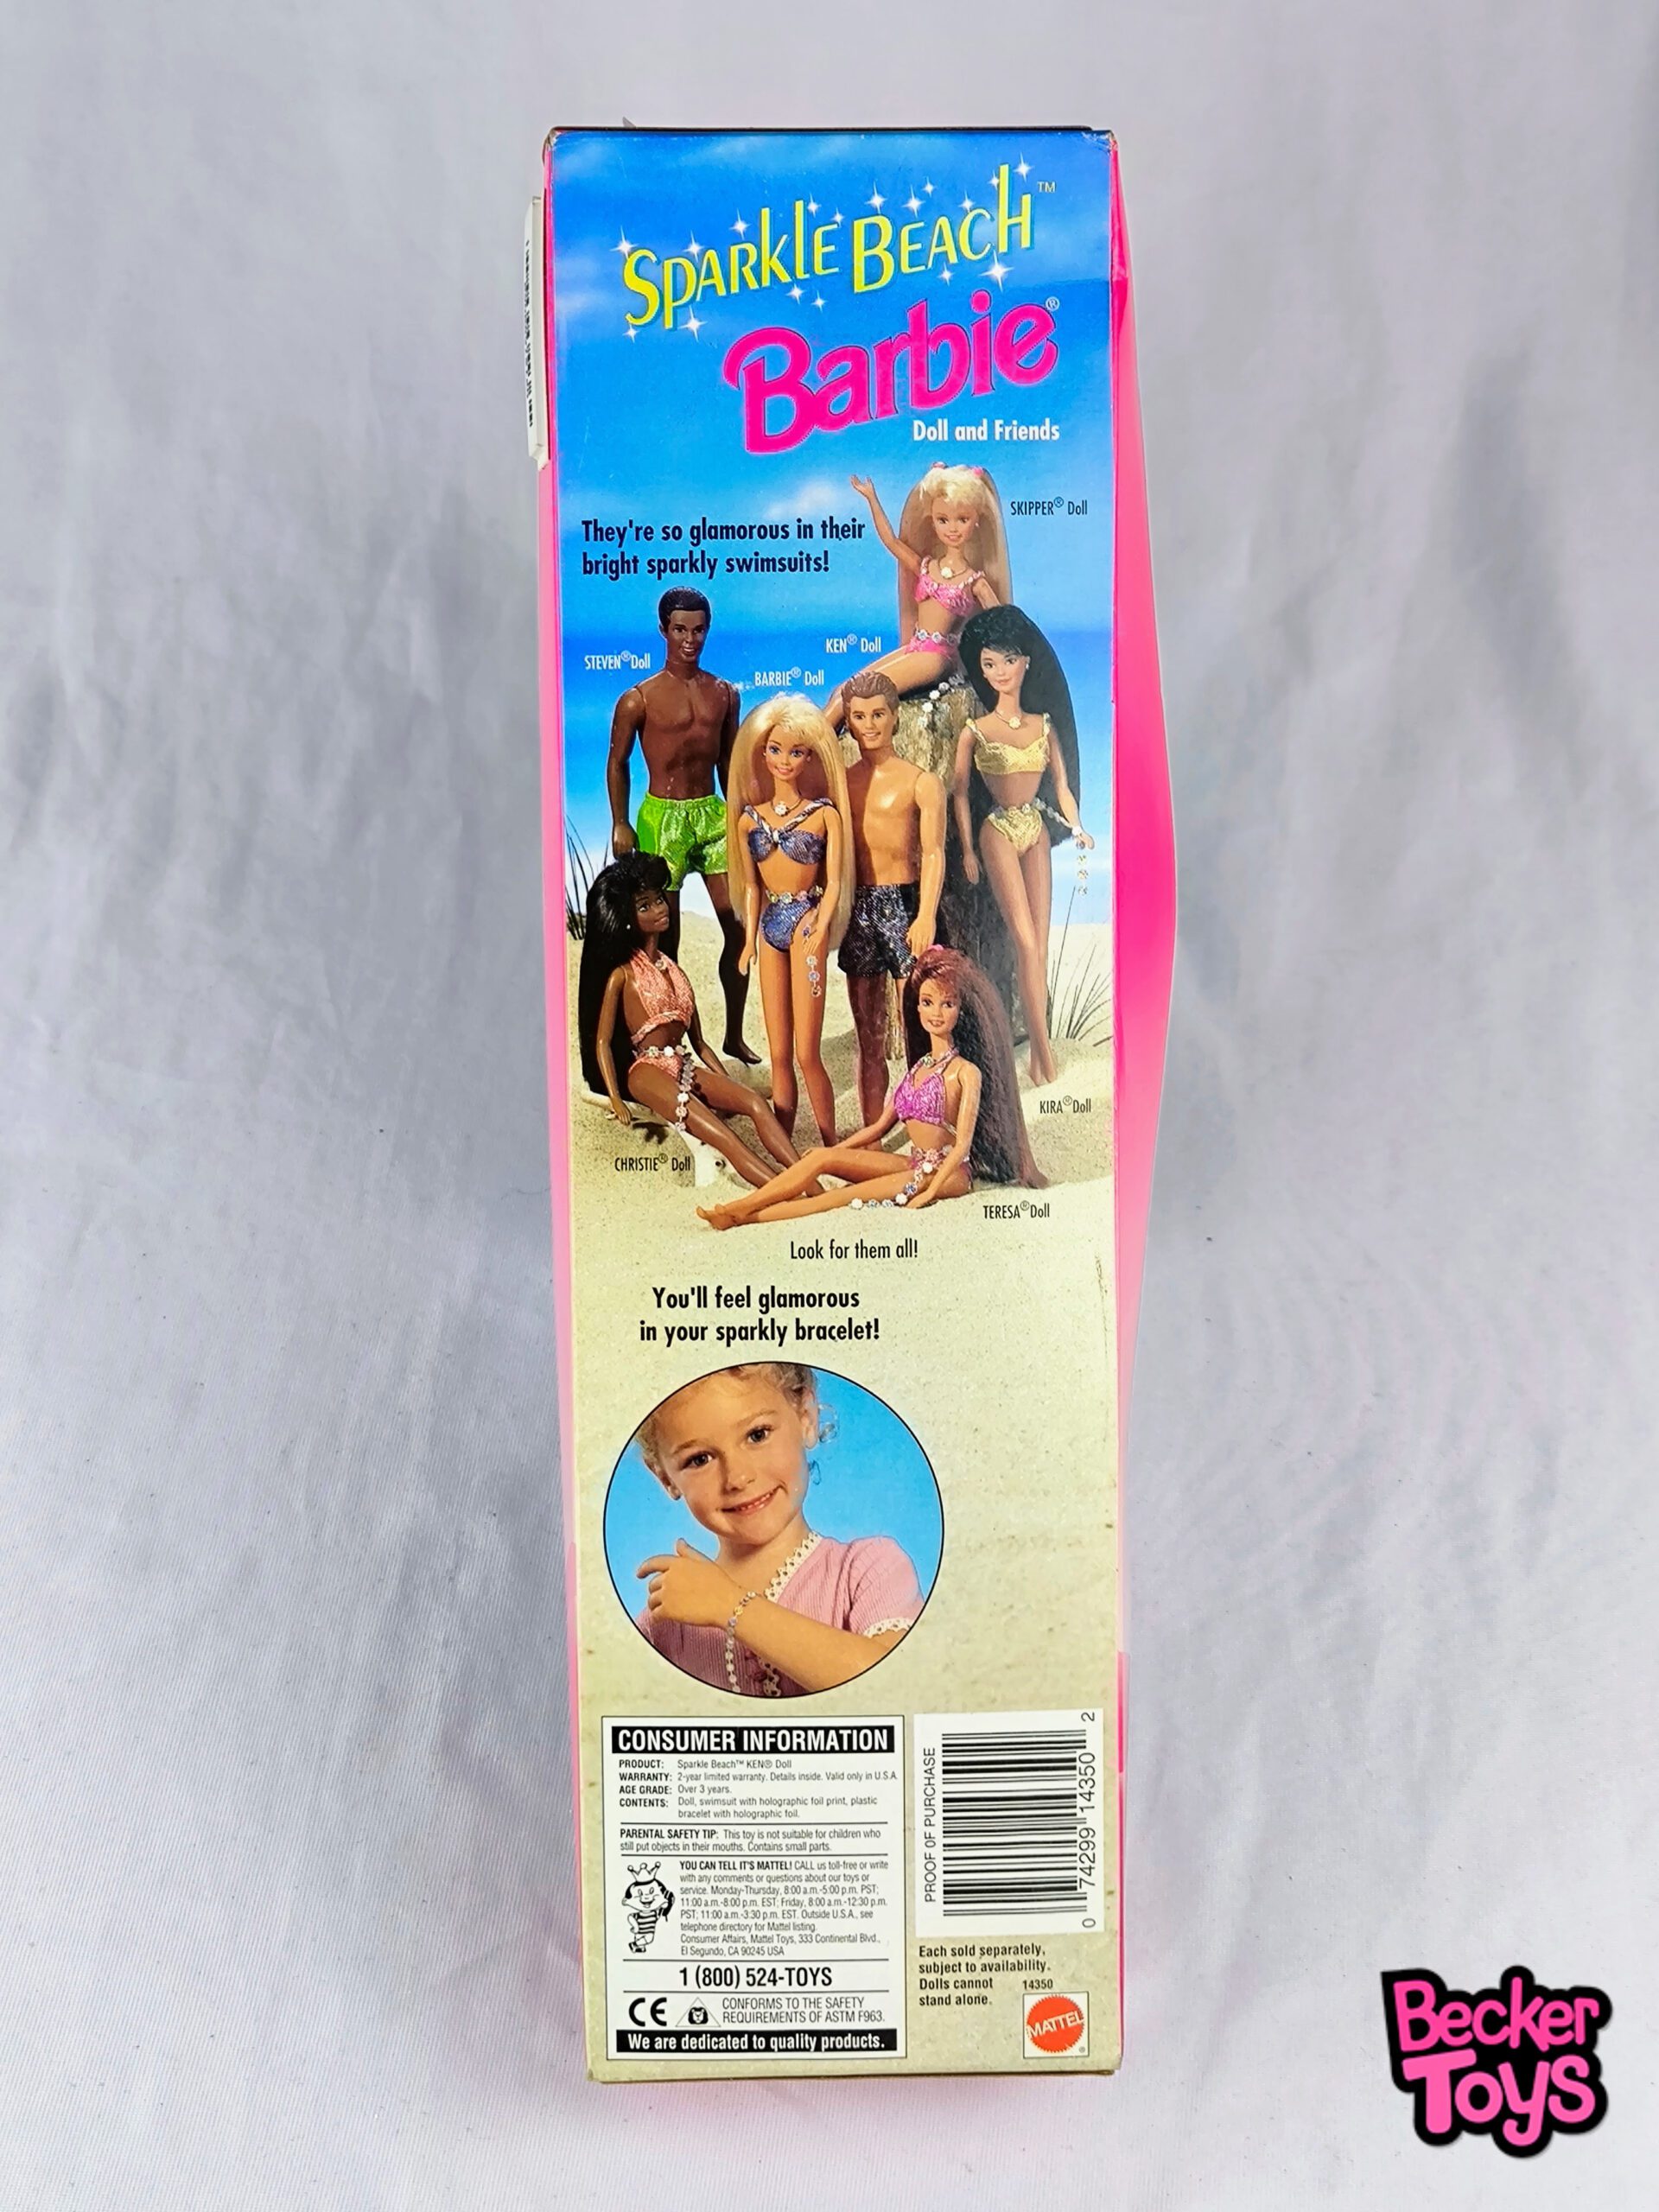 SPARKLE BEACH™
Barbie®
Doll and Friends
SKIPPER® Doll
They're so glamorous in their
bright sparkly swimsuits!
KEN® Doll
STEVEN® Doll
BARBIE® Doll
KIRA® Doll
CHRISTIE® Doll
TERESA® Doll
Look for them all!
You'll feel glamorous
in your sparkly bracelet!
CONSUMER INFORMATION
PRODUCT: Sparkle Beach™ KEN® Doll
WARRANTY: 2-year limited warranty. Details inside. Valid only in U.S.A.
AGE GRADE: Over 3 years.
CONTENTS: Doll, swimsuit with holographic foil print, plastic
bracelet with holographic foil.
PARENTAL SAFETY TIP: This toy is not suitable for children who
still put objects in their mouths. Contains small parts.
YOU CAN TELL IT'S MATTEL! CALL us toll-free or write
with any comments or questions about our toys or
service. Monday-Thursday, 8:00 a.m.-5:00 p.m. PST;
11:00 a.m.-8:00 p.m. EST; Friday, 8:00 a.m.-12:30 p.m.
PST; 11:00 a.m.-3:30 p.m. EST. Outside U.S.A., see
telephone directory for Mattel listing.
Consumer Affairs, Mattel Toys, 333 Continental Blvd.,
El Segundo, CA 90245 USA
1 (800) 524-TOYS
CE
CONFORMS TO THE SAFETY
REQUIREMENTS OF ASTM F963.
We are dedicated to quality products.
PROOF OF PURCHASE
0 74299 14350 2
Each sold separately,
subject to availability.
Dolls cannot 14350
stand alone.
MATTEL®
Becker
Toys